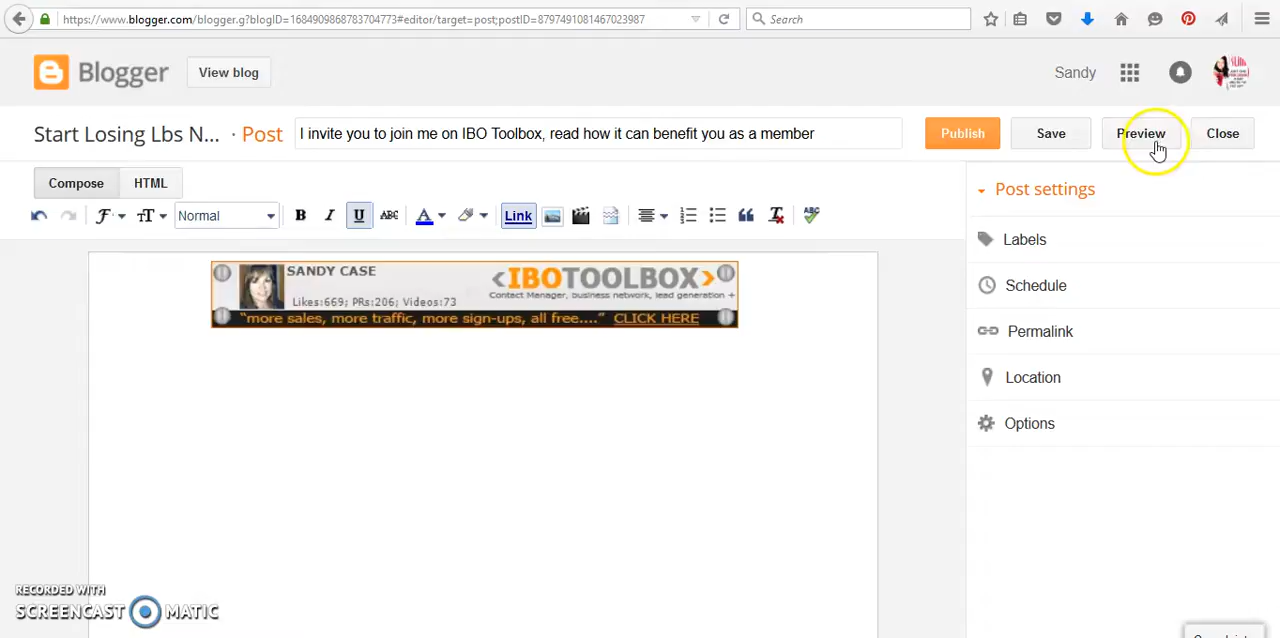 https://www.blogger.com/blogger.g?blogID=1684909868783704773#editor/target=post;postID=8797491081467023987
Search
Blogger
View blog
Sandy
Start Losing Lbs N... · Post
I invite you to join me on IBO Toolbox, read how it can benefit you as a member
Publish
Save
Preview
Close
Compose
HTML
Post settings
Normal
B I U ABC A Link
ABC
Labels
Schedule
Permalink
Location
Options
SANDY CASE
Likes:669; PRs:206; Videos:73
<IBOTOOLBOX>
Contact Manager, business network, lead generation +
"more sales, more traffic, more sign-ups, all free...." CLICK HERE
RECORDED WITH
SCREENCAST MATIC